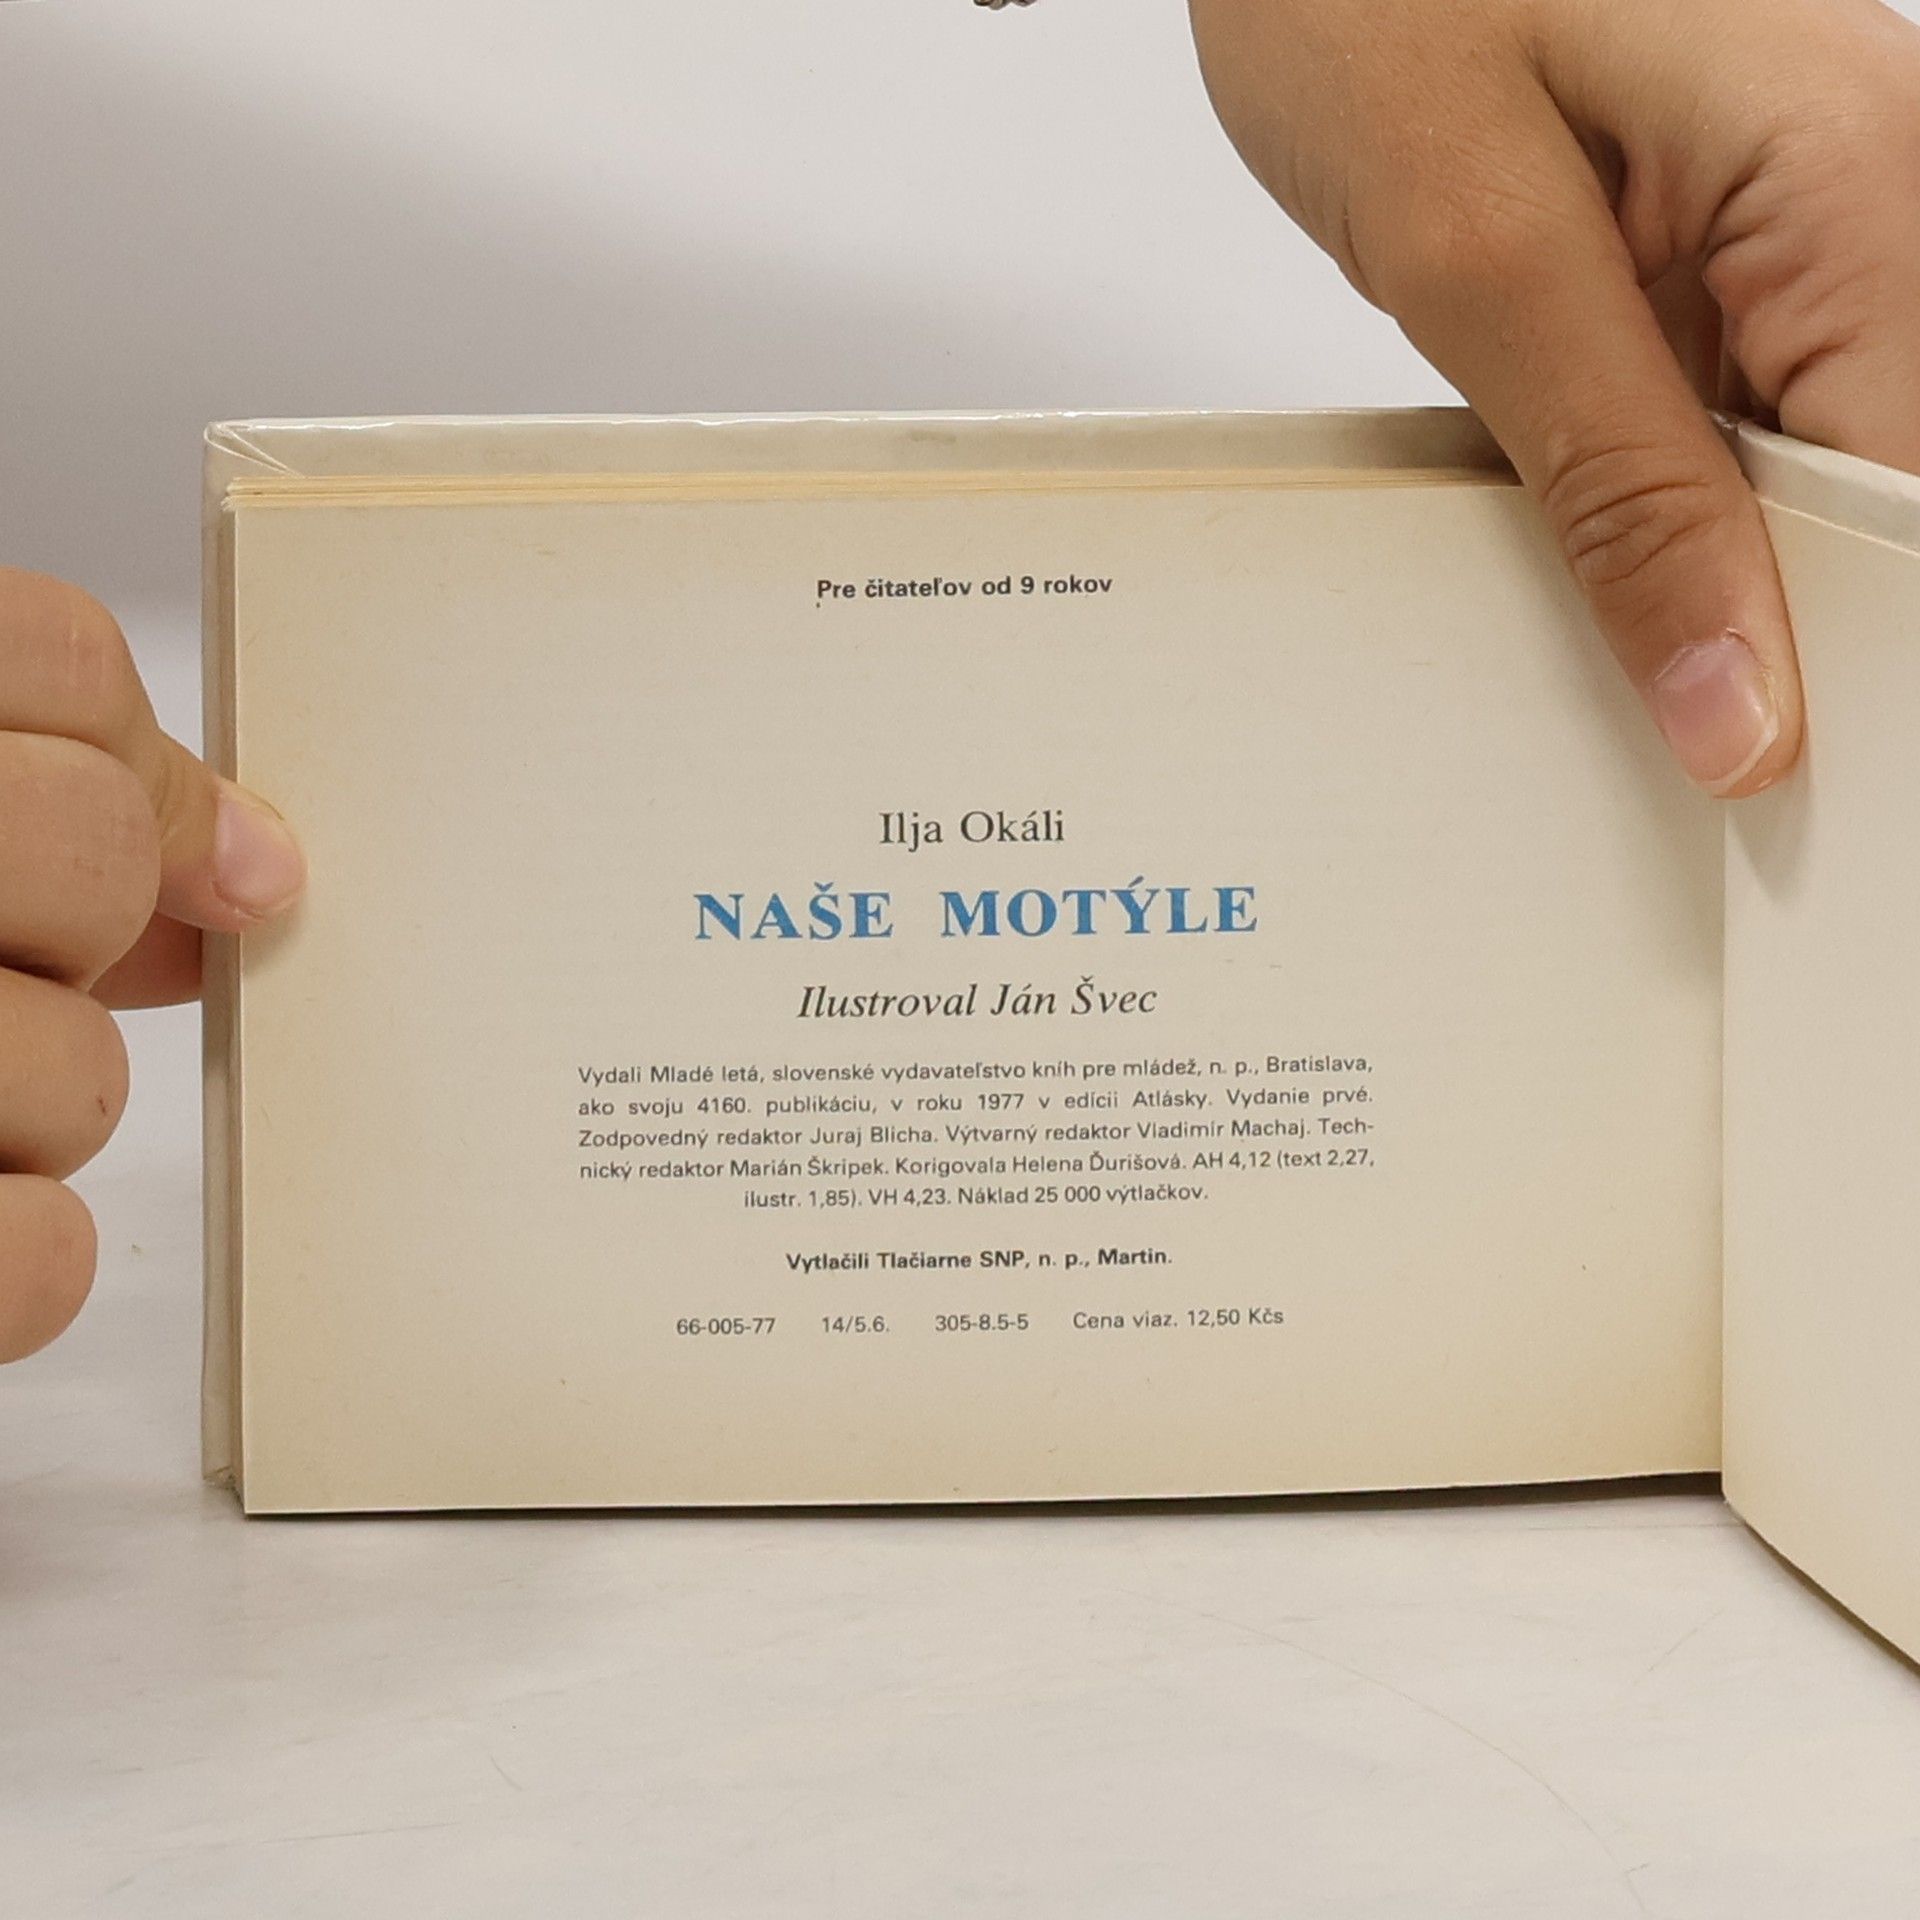 Pre čitateľov od 9 rokov
Ilja Okáli
NAŠE MOTÝLE
Ilustroval Ján Švec
Vydali Mladé letá, slovenské vydavateľstvo kníh pre mládež, n. p., Bratislava,
ako svoju 4160. publikáciu, v roku 1977 v edícii Atlásky. Vydanie prvé.
Zodpovedný redaktor Juraj Blicha. Výtvarný redaktor Vladimír Machaj. Tech-
nický redaktor Marián Škripek. Korigovala Helena Ďurišová. AH 4,12 (text 2,27,
ilustr. 1,85). VH 4,23. Náklad 25 000 výtlačkov.
Vytlačili Tlačiarne SNP, n. p., Martin.
66-005-77 14/5.6. 305-8.5-5 Cena viaz. 12,50 Kčs